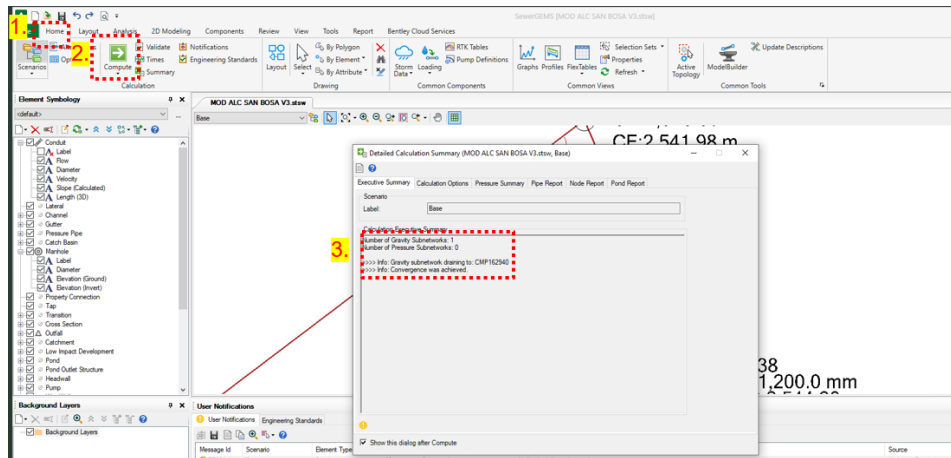 SewerGEMS [MOD ALC SAN BOSA V3.stsw]
1.
Home Layout Analysis 2D Modeling Components Review View Tools Report Bentley Cloud Services
2.
Scenarios
Compute
Validate
Times
Summary
Notifications
Engineering Standards
Layout
Select
By Polygon
By Element
By Attribute
Storm Data
Loading
RTK Tables
Pump Definitions
Graphs Profiles FlexTables
Selection Sets
Properties
Refresh
Active Topology
ModelBuilder
Update Descriptions
Calculation Drawing Common Components Common Views Common Tools
Element Symbology
<default>
Conduit
Label
Flow
Diameter
Velocity
Slope (Calculated)
Length (3D)
Lateral
Channel
Gutter
Pressure Pipe
Catch Basin
Manhole
Label
Diameter
Elevation (Ground)
Elevation (Invert)
Property Connection
Tap
Transition
Cross Section
Outfall
Catchment
Low Impact Development
Pond
Pond Outlet Structure
Headwall
Pump
Background Layers
Background Layers
MOD ALC SAN BOSA V3.stsw
Base
CF:2,541.98 m
Detailed Calculation Summary (MOD ALC SAN BOSA V3.stsw, Base)
Executive Summary Calculation Options Pressure Summary Pipe Report Node Report Pond Report
Scenario
Label: Base
Calculation Executive Summary
3.
Number of Gravity Subnetworks: 1
Number of Pressure Subnetworks: 0
>>>> Info: Gravity subnetwork draining to: CMP162940
>>>> Info: Convergence was achieved.
Show this dialog after Compute
38
1,200.0 mm
User Notifications
User Notifications Engineering Standards
Message Id Scenario Element Type
Source